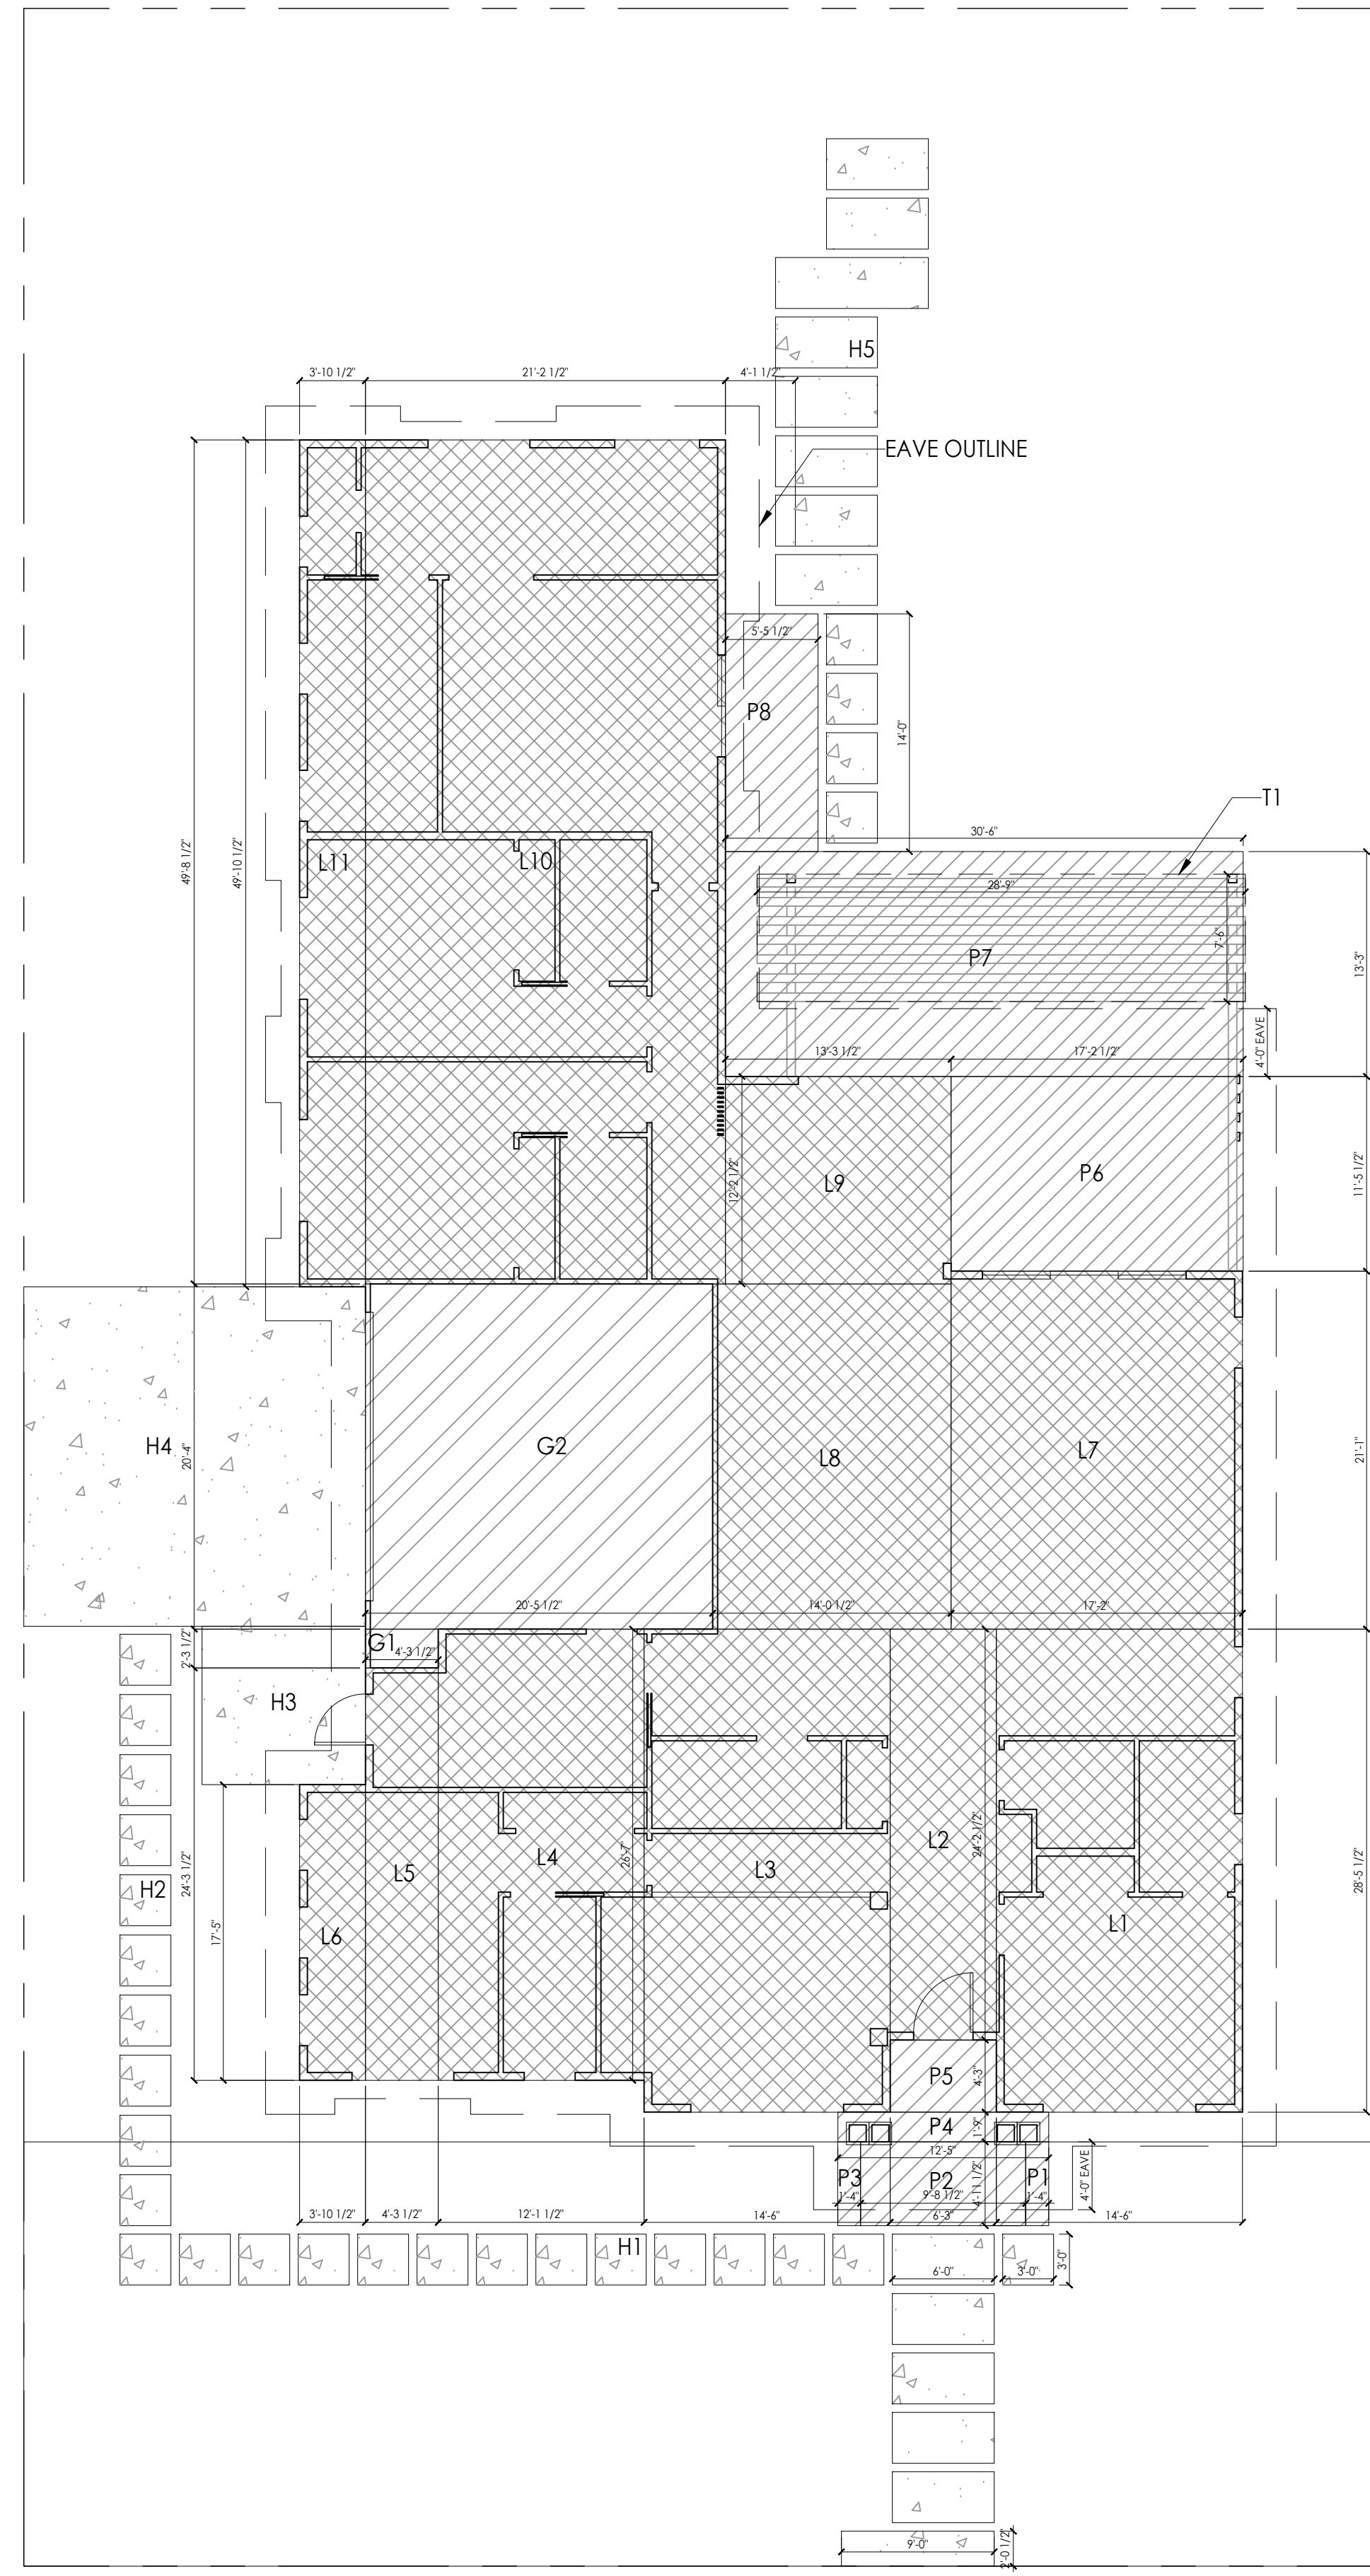 H5
3'-10 1/2"
21'-2 1/2"
4'-1 1/2"
EAVE OUTLINE
5'-5 1/2"
P8
14'-0"
T1
30'-6"
49'-8 1/2"
49'-10 1/2"
L11
L10
28'-9"
7'-6"
P7
13'-3"
4'-0" EAVE
13'-3 1/2"
17'-2 1/2"
12'-2 1/2"
L9
P6
11'-5 1/2"
H4
20'-4"
G2
L8
L7
21'-1"
20'-5 1/2"
14'-0 1/2"
17'-2"
2'-3 1/2"
G1
4'-3 1/2"
H3
24'-3 1/2"
17'-5"
H2
L6
L5
L4
26'-7"
L3
L2
24'-2 1/2"
L1
28'-5 1/2"
P5
4'-3"
P4
1'-9"
12'-5"
P3
P2
P1
1'-4"
9'-8 1/2"
1'-4"
4'-11 1/2"
4'-0" EAVE
3'-10 1/2"
4'-3 1/2"
12'-1 1/2"
14'-6"
6'-3"
14'-6"
H1
6'-0"
3'-0"
3'-0"
9'-0"
2'-0 1/2"